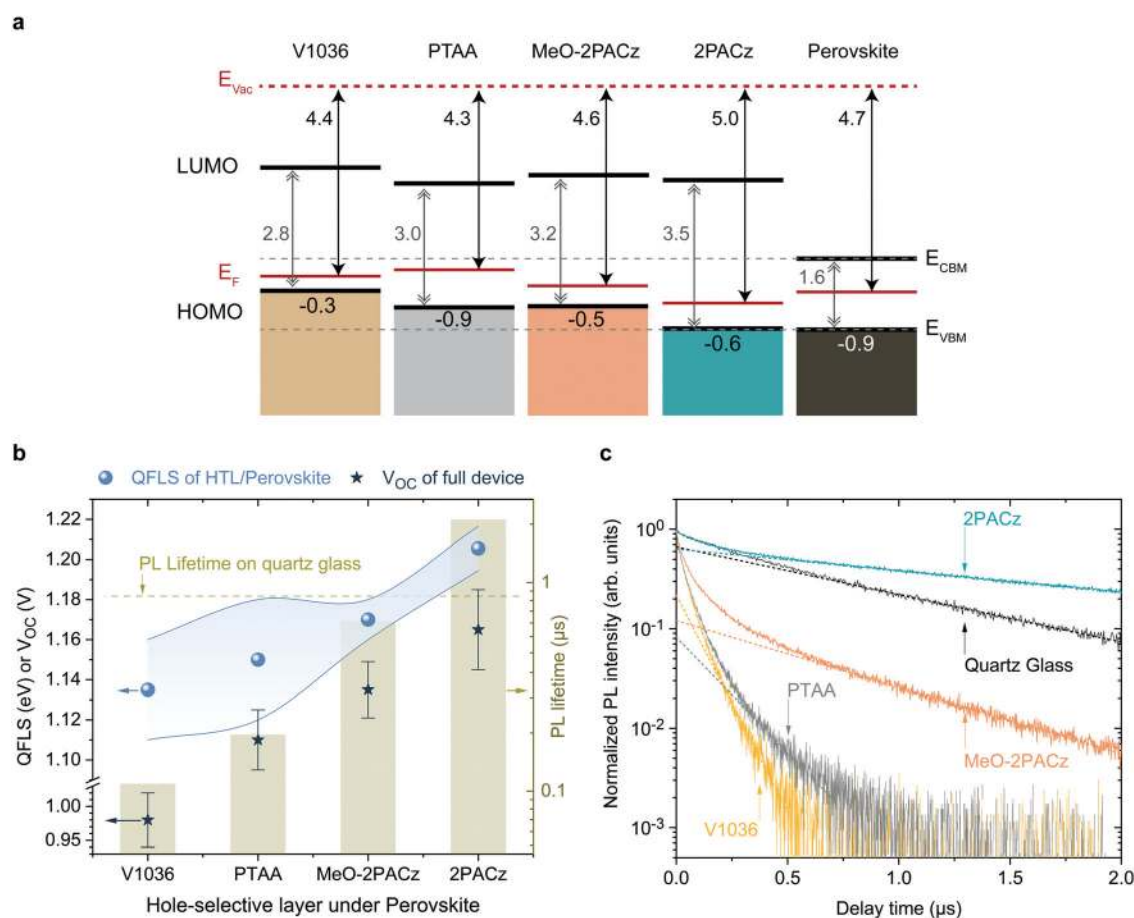 a
V1036 PTAA MeO-2PACz 2PACz Perovskite
E_Vac
4.4 4.3 4.6 5.0 4.7
LUMO
2.8 3.0 3.2 3.5 1.6
E_CBM
E_F
HOMO
-0.3 -0.9 -0.5 -0.6 -0.9
E_VBM
b
QFLS of HTL/Perovskite V_OC of full device
QFLS (eV) or V_OC (V)
1.22
1.20
1.18
1.16
1.14
1.12
1.10
1.00
0.95
PL Lifetime on quartz glass
1
0.1
PL lifetime (µs)
V1036 PTAA MeO-2PACz 2PACz
Hole-selective layer under Perovskite
c
Normalized PL intensity (arb. units)
10^0
10^-1
10^-2
10^-3
2PACz
Quartz Glass
PTAA
MeO-2PACz
V1036
0.0 0.5 1.0 1.5 2.0
Delay time (µs)